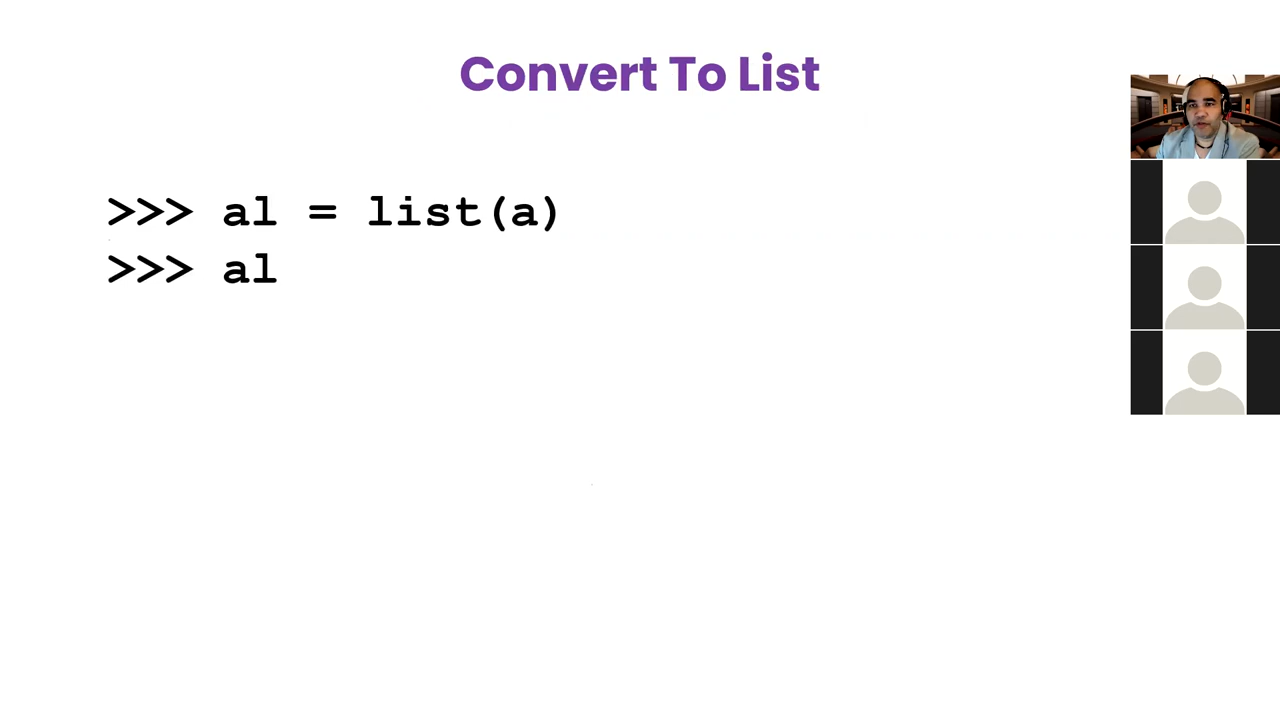 Convert To List
>>> al = list(a)
>>> al